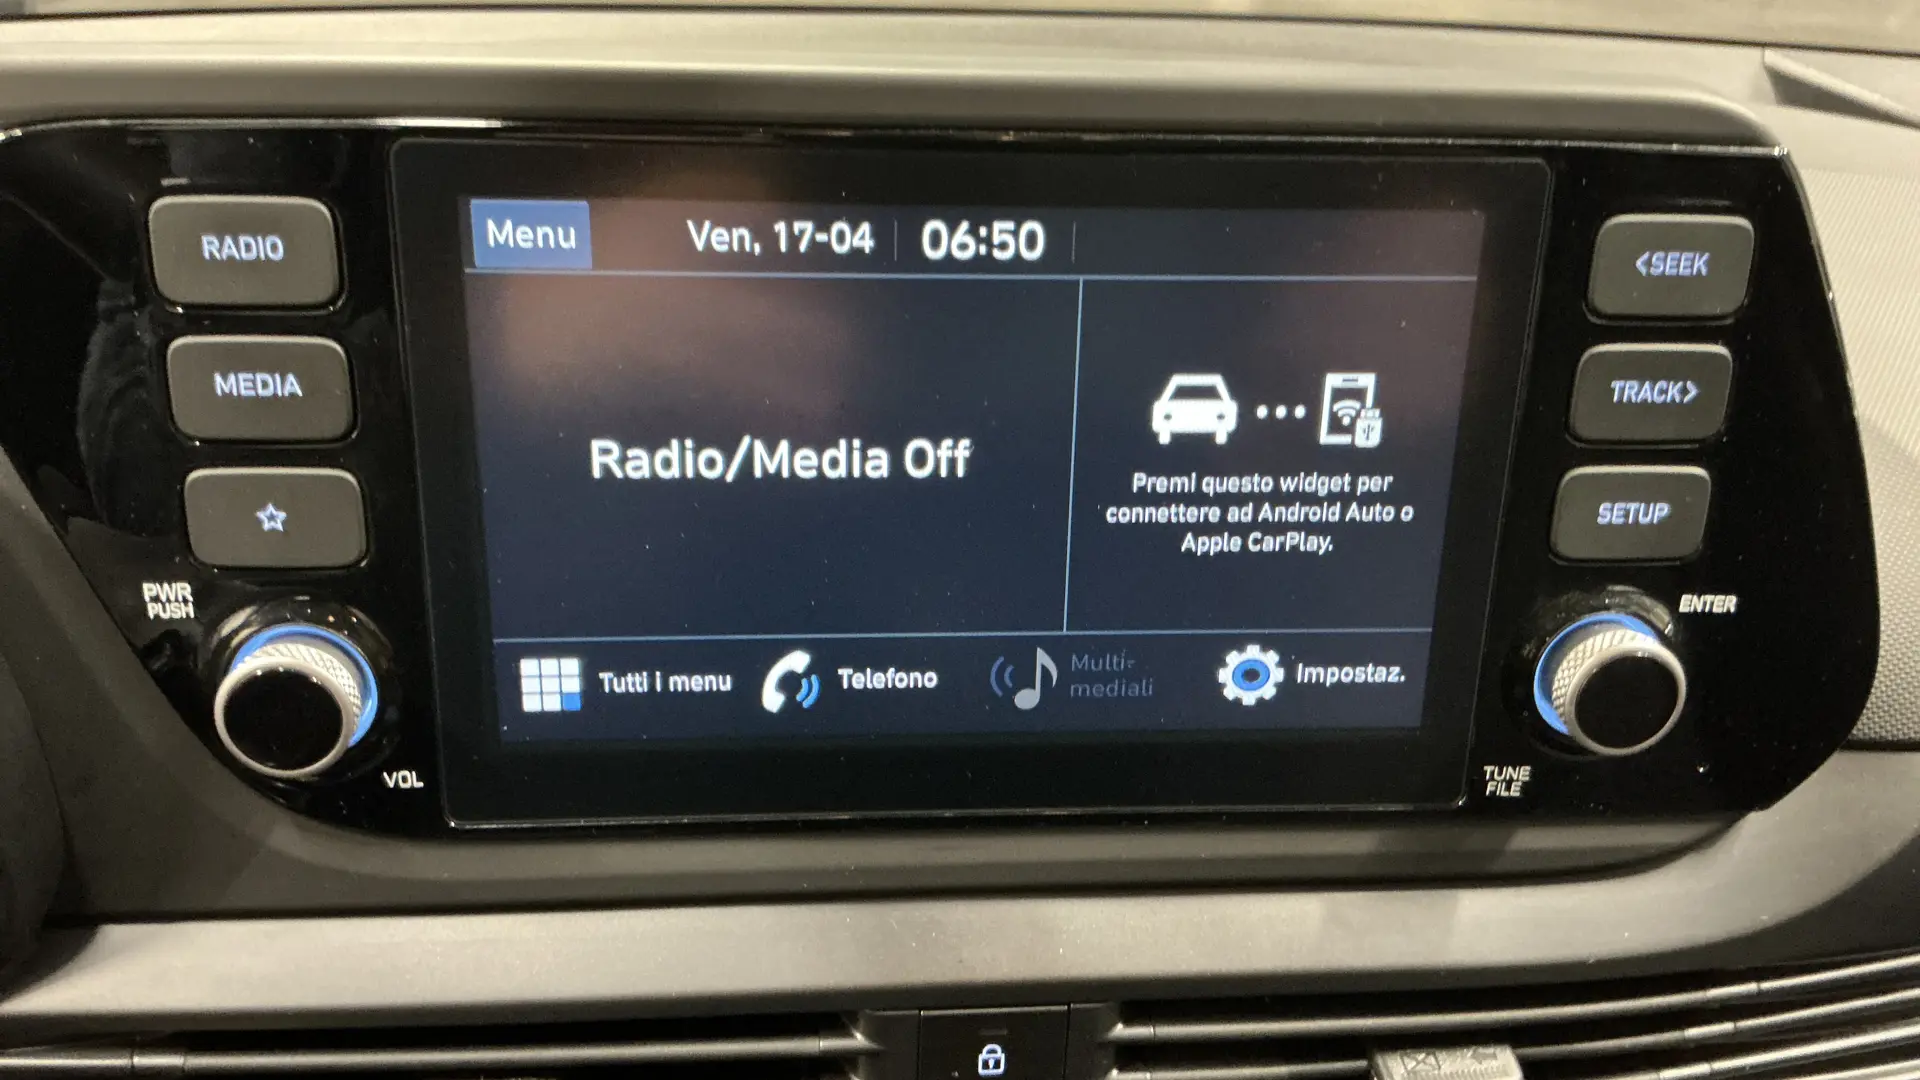 RADIO
MEDIA
PWR
PUSH
VOL
Menu
Ven, 17-04
06:50
Radio/Media Off
Premi questo widget per
connettere ad Android Auto o
Apple CarPlay.
Tutti i menu
Telefono
Multi-
mediali
Impostaz.
<SEEK
TRACK>
SETUP
ENTER
TUNE
FILE